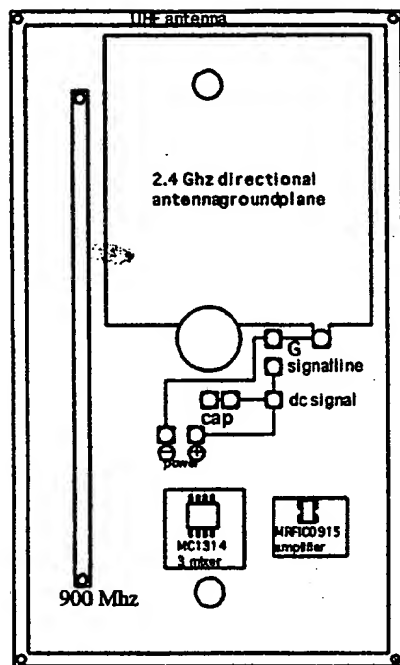 UHF antenna
2.4 Ghz directional
antennagroundplane
G
signalline
dc signal
cap
power
MC1314
3 mixer
MRFIC0915
amplifier
900 Mhz